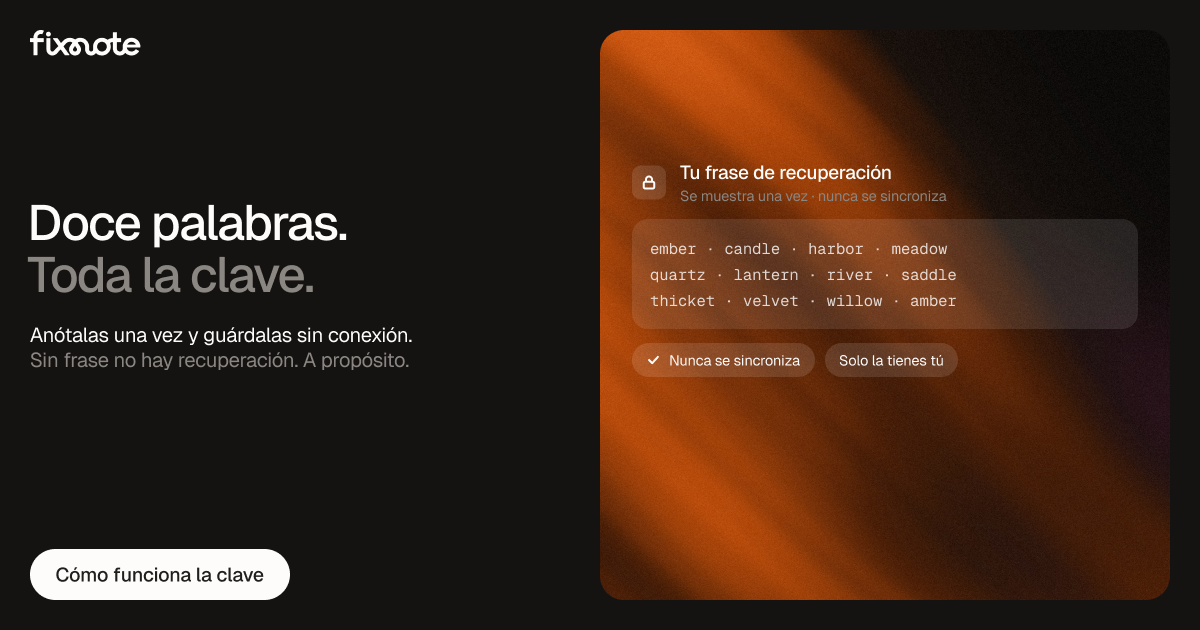 fixnote
Doce palabras.
Toda la clave.
Anótalas una vez y guárdalas sin conexión.
Sin frase no hay recuperación. A propósito.
Cómo funciona la clave
Tu frase de recuperación
Se muestra una vez · nunca se sincroniza
ember · candle · harbor · meadow
quartz · lantern · river · saddle
thicket · velvet · willow · amber
Nunca se sincroniza
Solo la tienes tú